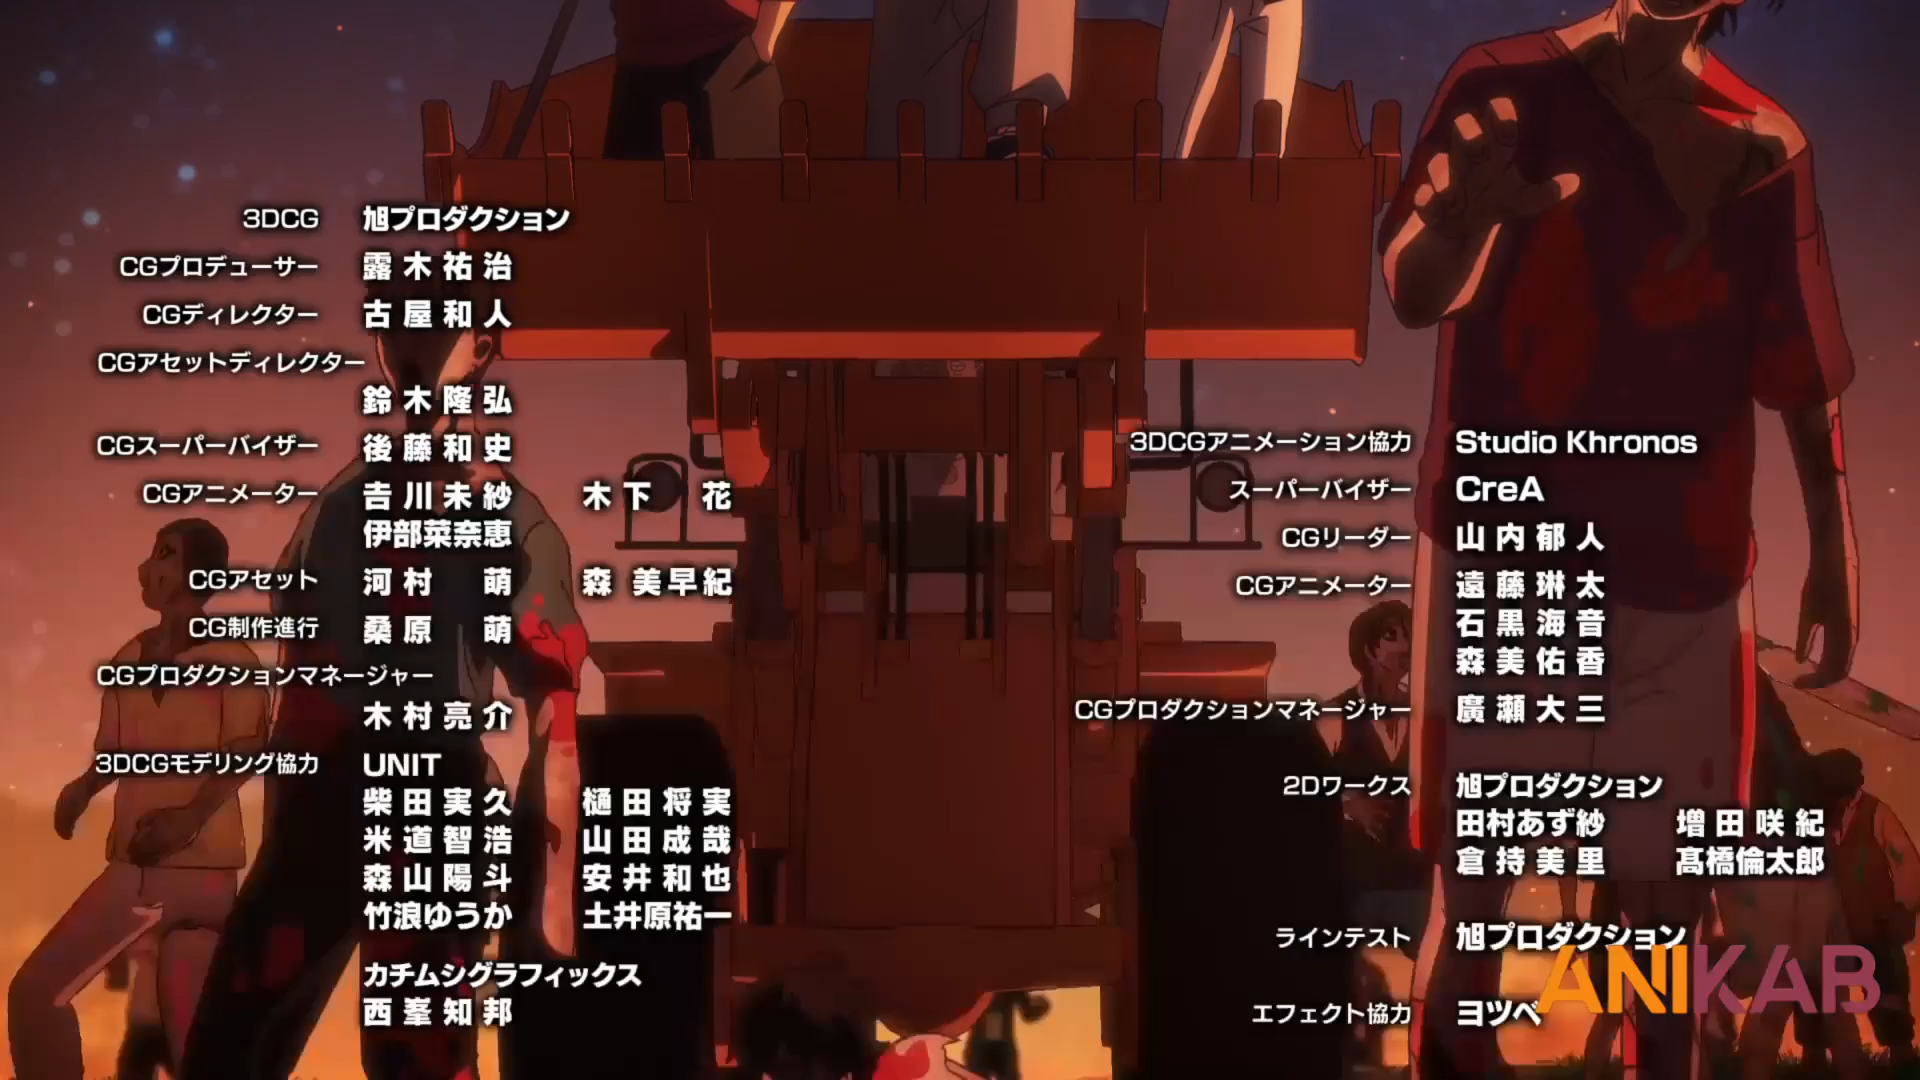 3DCG 旭プロダクション
CGプロデューサー 露木祐治
CGディレクター 古屋和人
CGアセットディレクター
鈴木隆弘
CGスーパーバイザー 後藤和史
CGアニメーター 吉川未紗 木下花
伊部菜奈恵
CGアセット 河村萌 森美早紀
CG制作進行 桑原萌
CGプロダクションマネージャー
木村亮介
3DCGモデリング協力 UNIT
柴田実久 樋田将実
米道智浩 山田成哉
森山陽斗 安井和也
竹浪ゆうか 土井原祐一
カチムシグラフィックス
西峯知邦
3DCGアニメーション協力 Studio Khronos
スーパーバイザー CreA
CGリーダー 山内郁人
CGアニメーター 遠藤琳太
石黒海音
森美佑香
CGプロダクションマネージャー 廣瀬大三
2Dワークス 旭プロダクション
田村あず紗 増田咲紀
倉持美里 髙橋倫太郎
ラインテスト 旭プロダクション
エフェクト協力 ヨツベ
ANIKAB